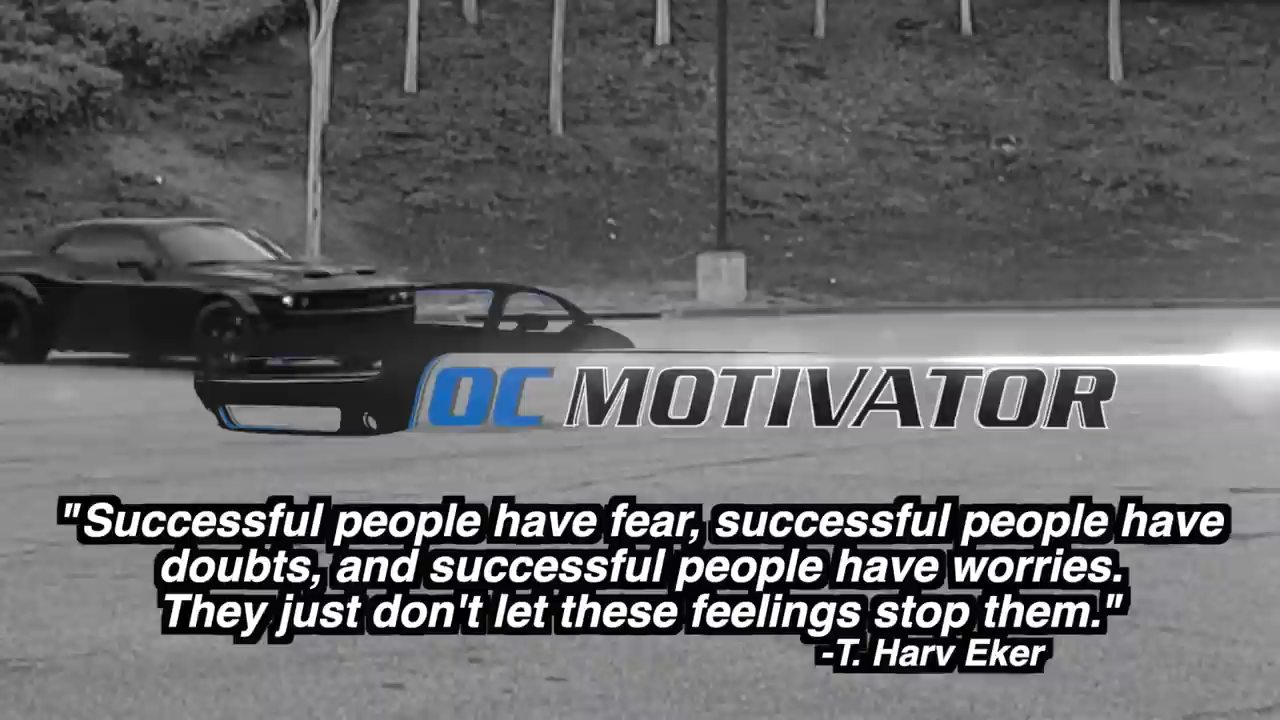 OC MOTIVATOR
"Successful people have fear, successful people have
doubts, and successful people have worries.
They just don't let these feelings stop them."
-T. Harv Eker